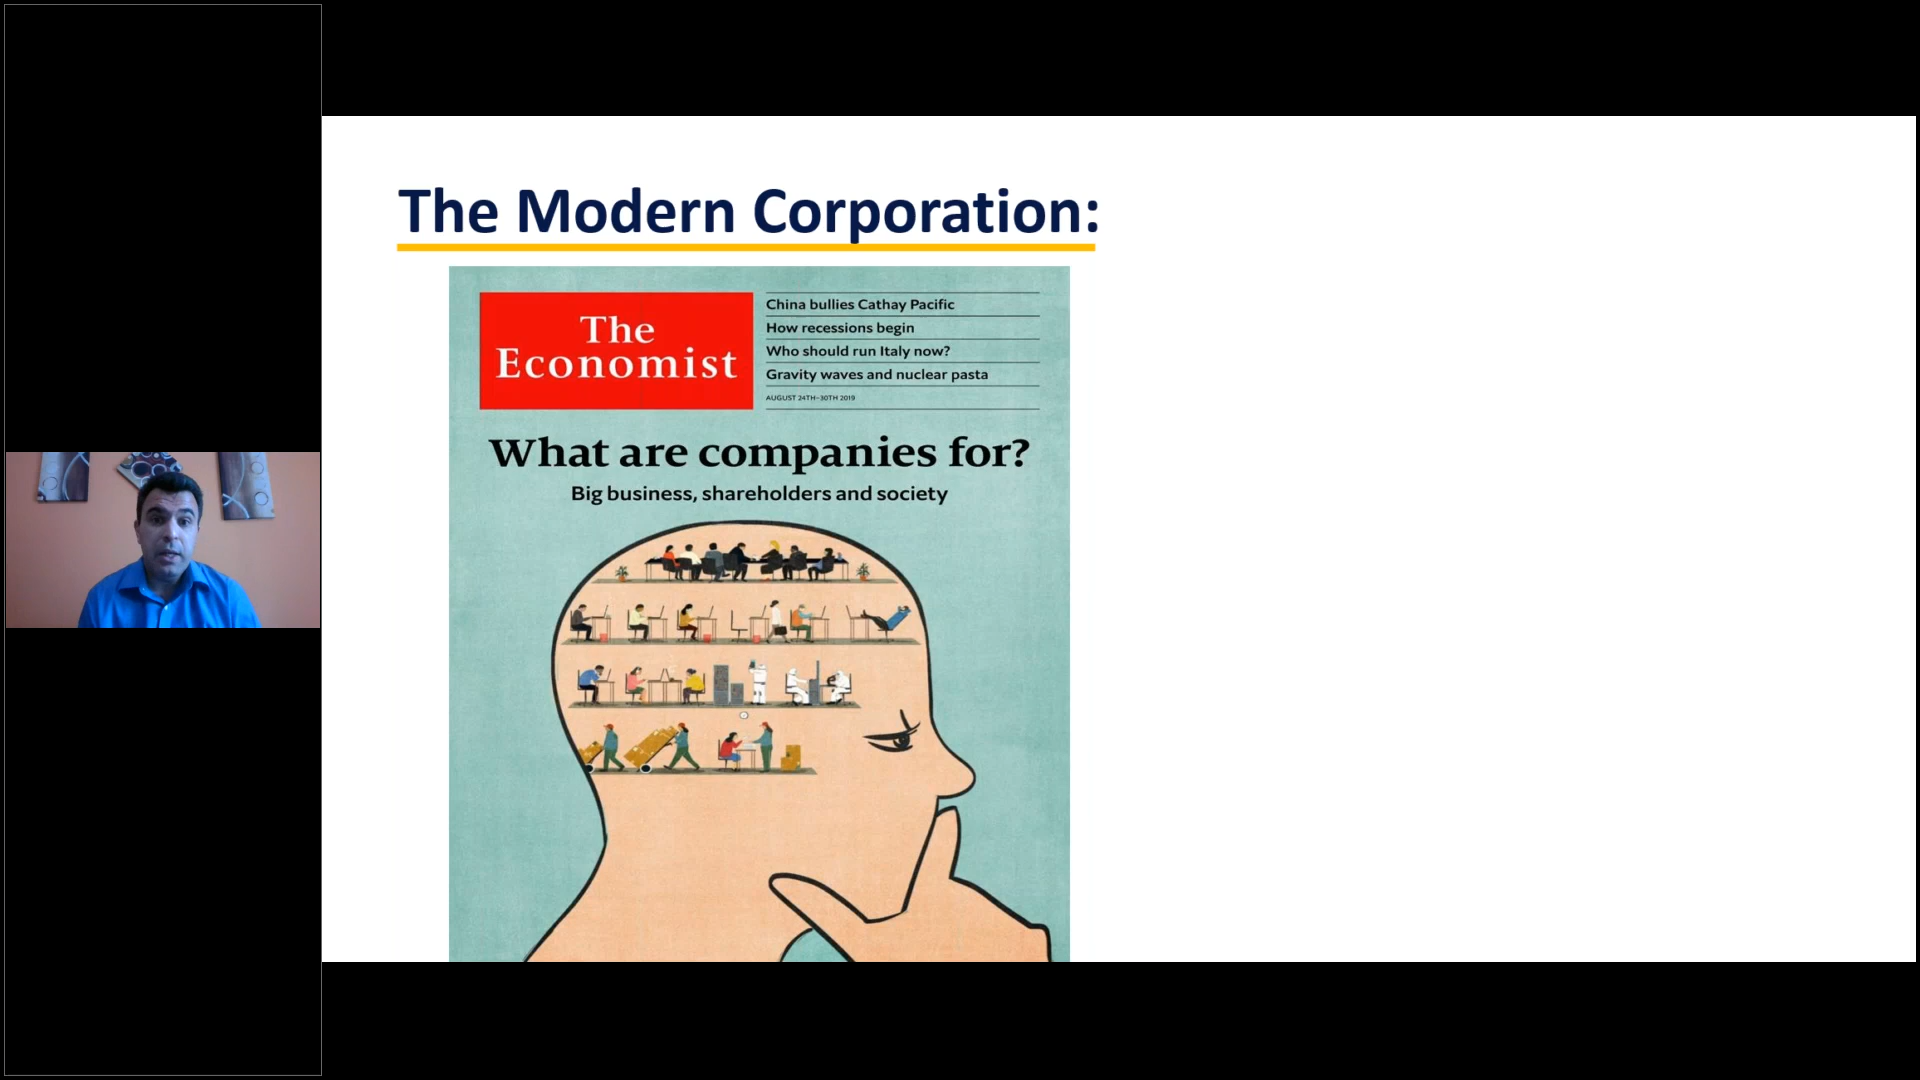 The Modern Corporation:
The
Economist
China bullies Cathay Pacific
How recessions begin
Who should run Italy now?
Gravity waves and nuclear pasta
AUGUST 24TH–30TH 2019
What are companies for?
Big business, shareholders and society